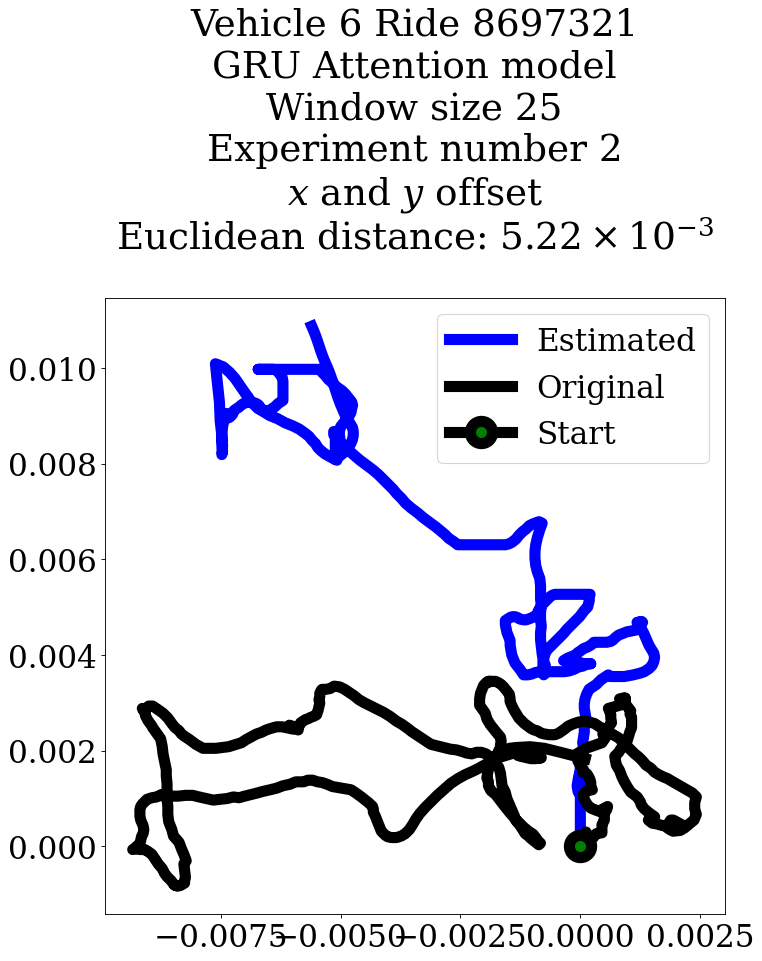 Vehicle 6 Ride 8697321
GRU Attention model
Window size 25
Experiment number 2
x and y offset
Euclidean distance: 5.22 × 10⁻³
Estimated
Original
Start
0.010
0.008
0.006
0.004
0.002
0.000
−0.0075 −0.0050 −0.0025 0.0000 0.0025